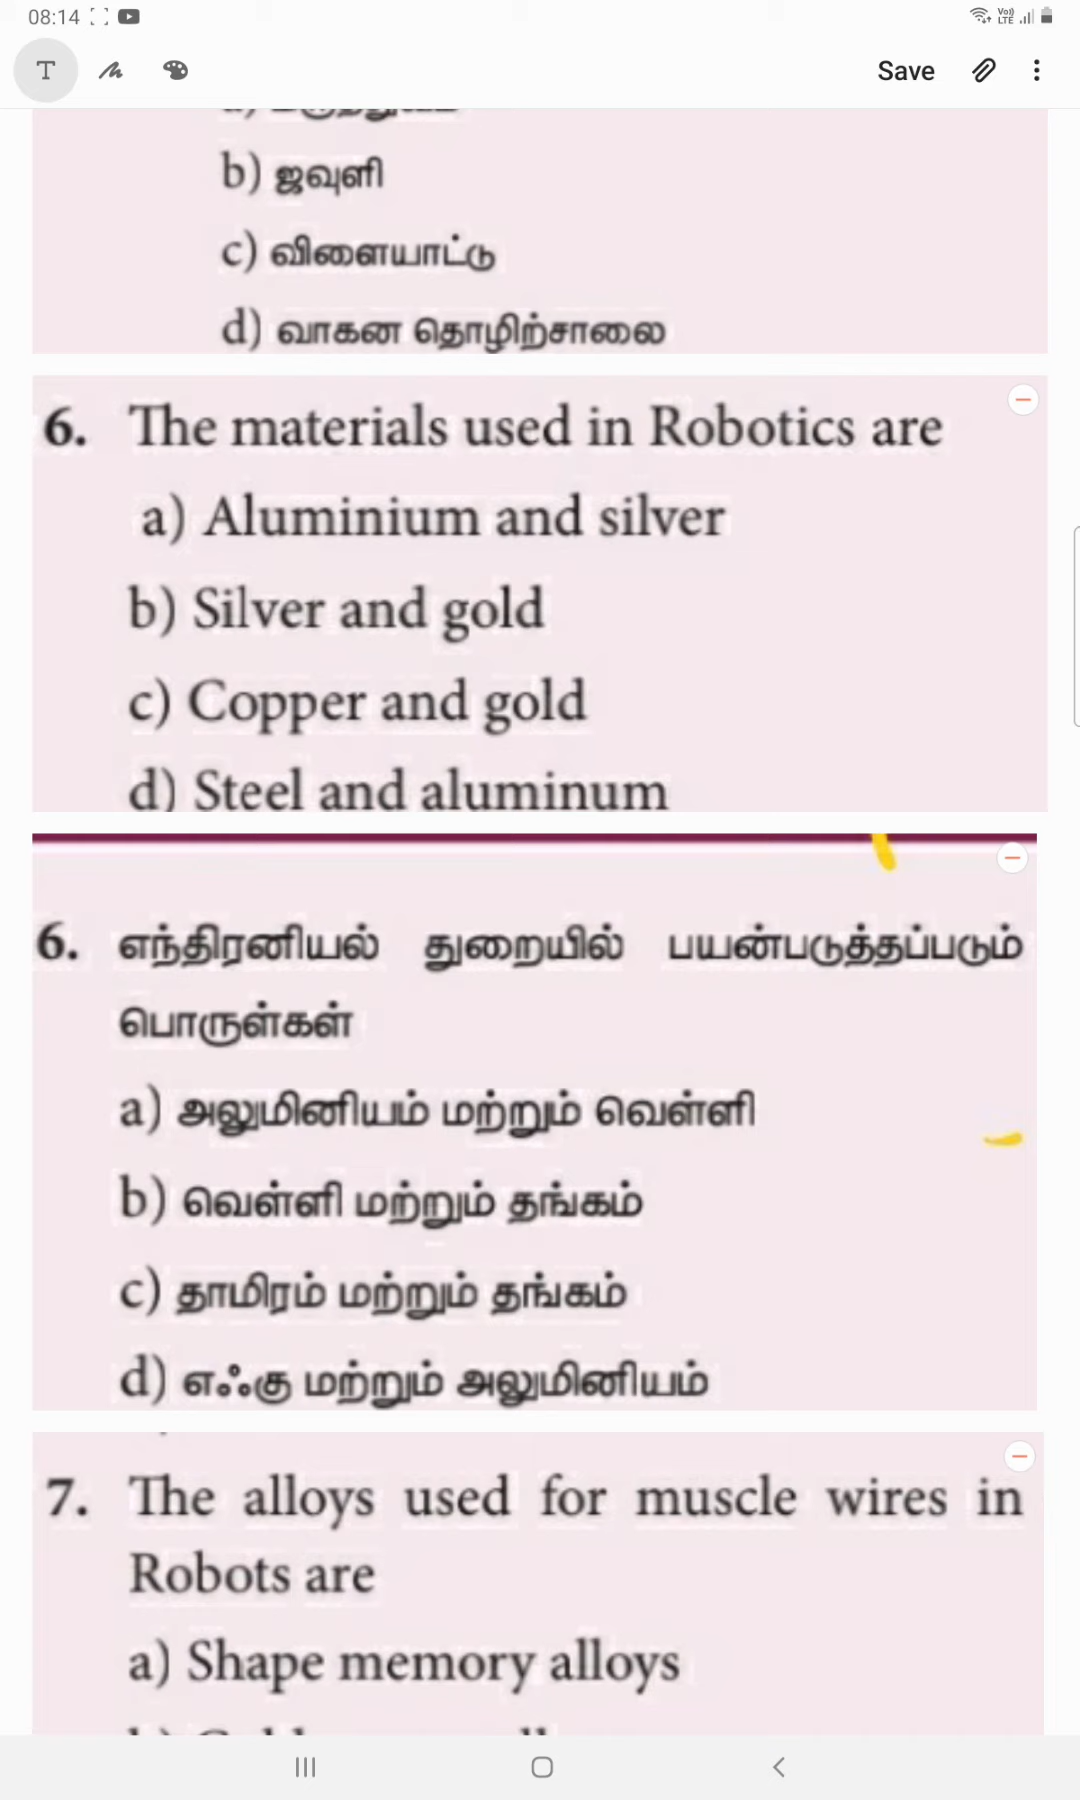 08:14
Vo))
LTE
T
Save
b) ஜவுளி
c) விளையாட்டு
d) வாகன தொழிற்சாலை
6. The materials used in Robotics are
a) Aluminium and silver
b) Silver and gold
c) Copper and gold
d) Steel and aluminum
6. எந்திரனியல் துறையில் பயன்படுத்தப்படும்
பொருள்கள்
a) அலுமினியம் மற்றும் வெள்ளி
b) வெள்ளி மற்றும் தங்கம்
c) தாமிரம் மற்றும் தங்கம்
d) எஃகு மற்றும் அலுமினியம்
7. The alloys used for muscle wires in
Robots are
a) Shape memory alloys